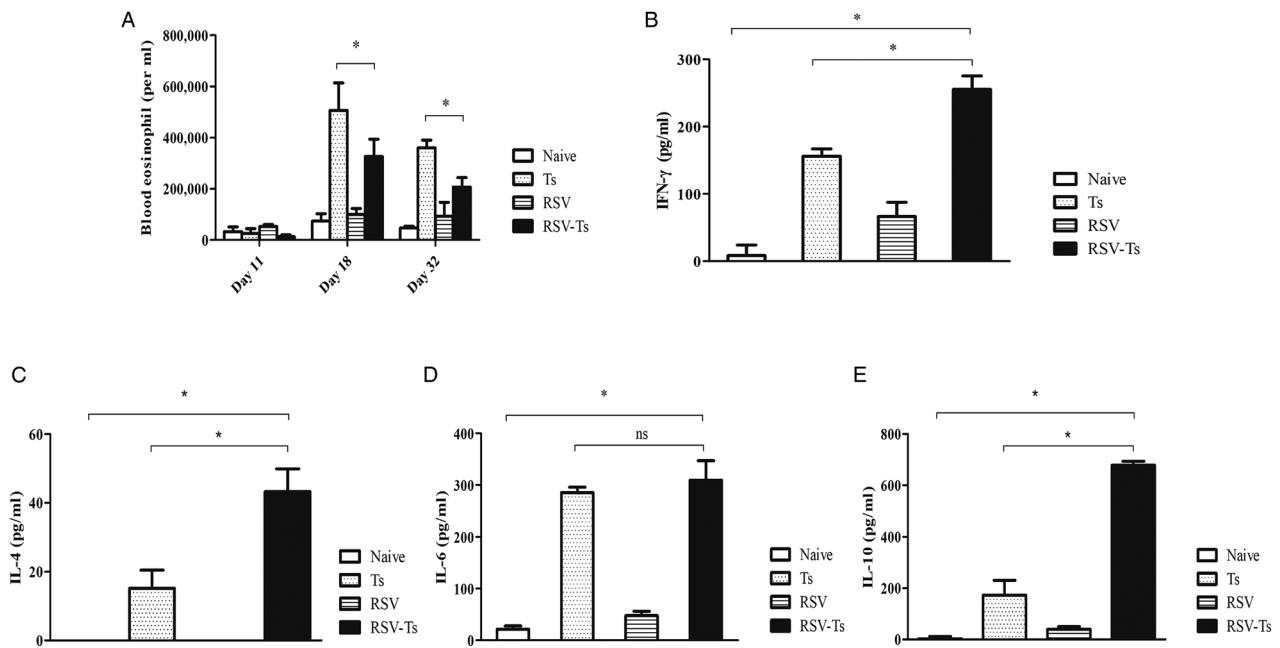 A
Blood eosinophil (per ml)
800,000
600,000
400,000
200,000
0
*
*
Day 11
Day 18
Day 32
Naive
Ts
RSV
RSV-Ts
B
IFN-γ (pg/ml)
300
200
100
0
*
*
Naive
Ts
RSV
RSV-Ts
C
IL-4 (pg/ml)
60
40
20
0
*
*
Naive
Ts
RSV
RSV-Ts
D
IL-6 (pg/ml)
400
300
200
100
0
*
ns
Naive
Ts
RSV
RSV-Ts
E
IL-10 (pg/ml)
800
600
400
200
0
*
*
Naive
Ts
RSV
RSV-Ts